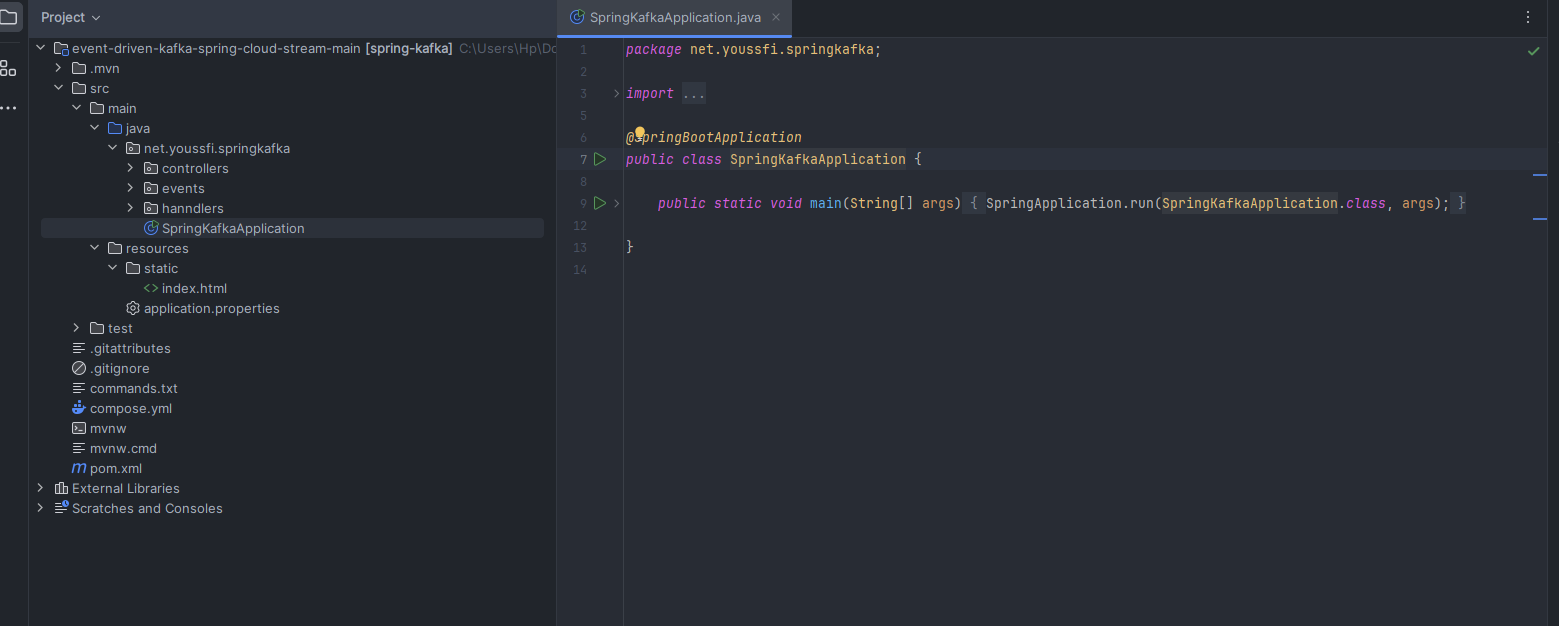 Project
event-driven-kafka-spring-cloud-stream-main [spring-kafka] C:\Users\Hp\Do
.mvn
src
main
java
net.youssfi.springkafka
controllers
events
hanndlers
SpringKafkaApplication
resources
static
index.html
application.properties
test
.gitattributes
.gitignore
commands.txt
compose.yml
mvnw
mvnw.cmd
pom.xml
External Libraries
Scratches and Consoles
SpringKafkaApplication.java
1 package net.youssfi.springkafka;
2
3 import ...
5
6 @SpringBootApplication
7 public class SpringKafkaApplication {
8
9 public static void main(String[] args) { SpringApplication.run(SpringKafkaApplication.class, args); }
12
13 }
14